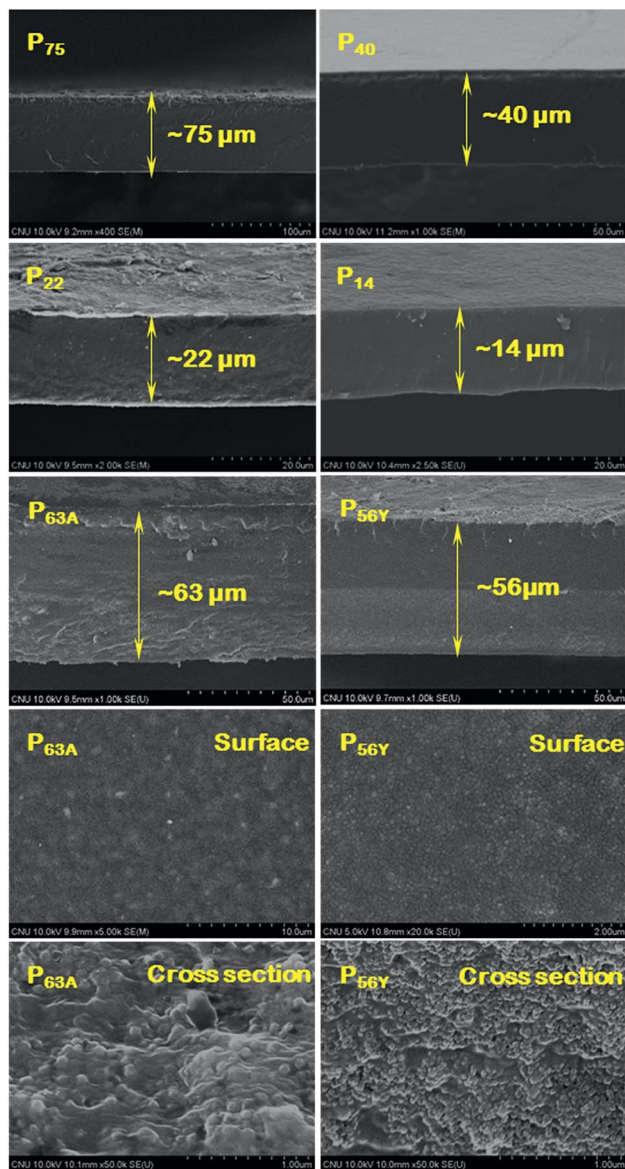 P75
~75 µm
CNU 10.0kV 9.2mm x400 SE(M) 100um
P40
~40 µm
CNU 10.0kV 11.2mm x1.00k SE(M) 50.0um
P22
~22 µm
CNU 10.0kV 9.5mm x2.00k SE(M) 20.0um
P14
~14 µm
CNU 10.0kV 10.4mm x2.50k SE(U) 20.0um
P63A
~63 µm
CNU 10.0kV 9.5mm x1.00k SE(U) 50.0um
P56Y
~56µm
CNU 10.0kV 9.7mm x1.00k SE(U) 50.0um
P63A Surface
CNU 10.0kV 9.9mm x5.00k SE(M) 10.0um
P56Y Surface
CNU 5.0kV 10.8mm x20.0k SE(U) 2.00um
P63A Cross section
CNU 10.0kV 10.1mm x50.0k SE(U) 1.00um
P56Y Cross section
CNU 10.0kV 10.0mm x50.0k SE(U) 1.00um